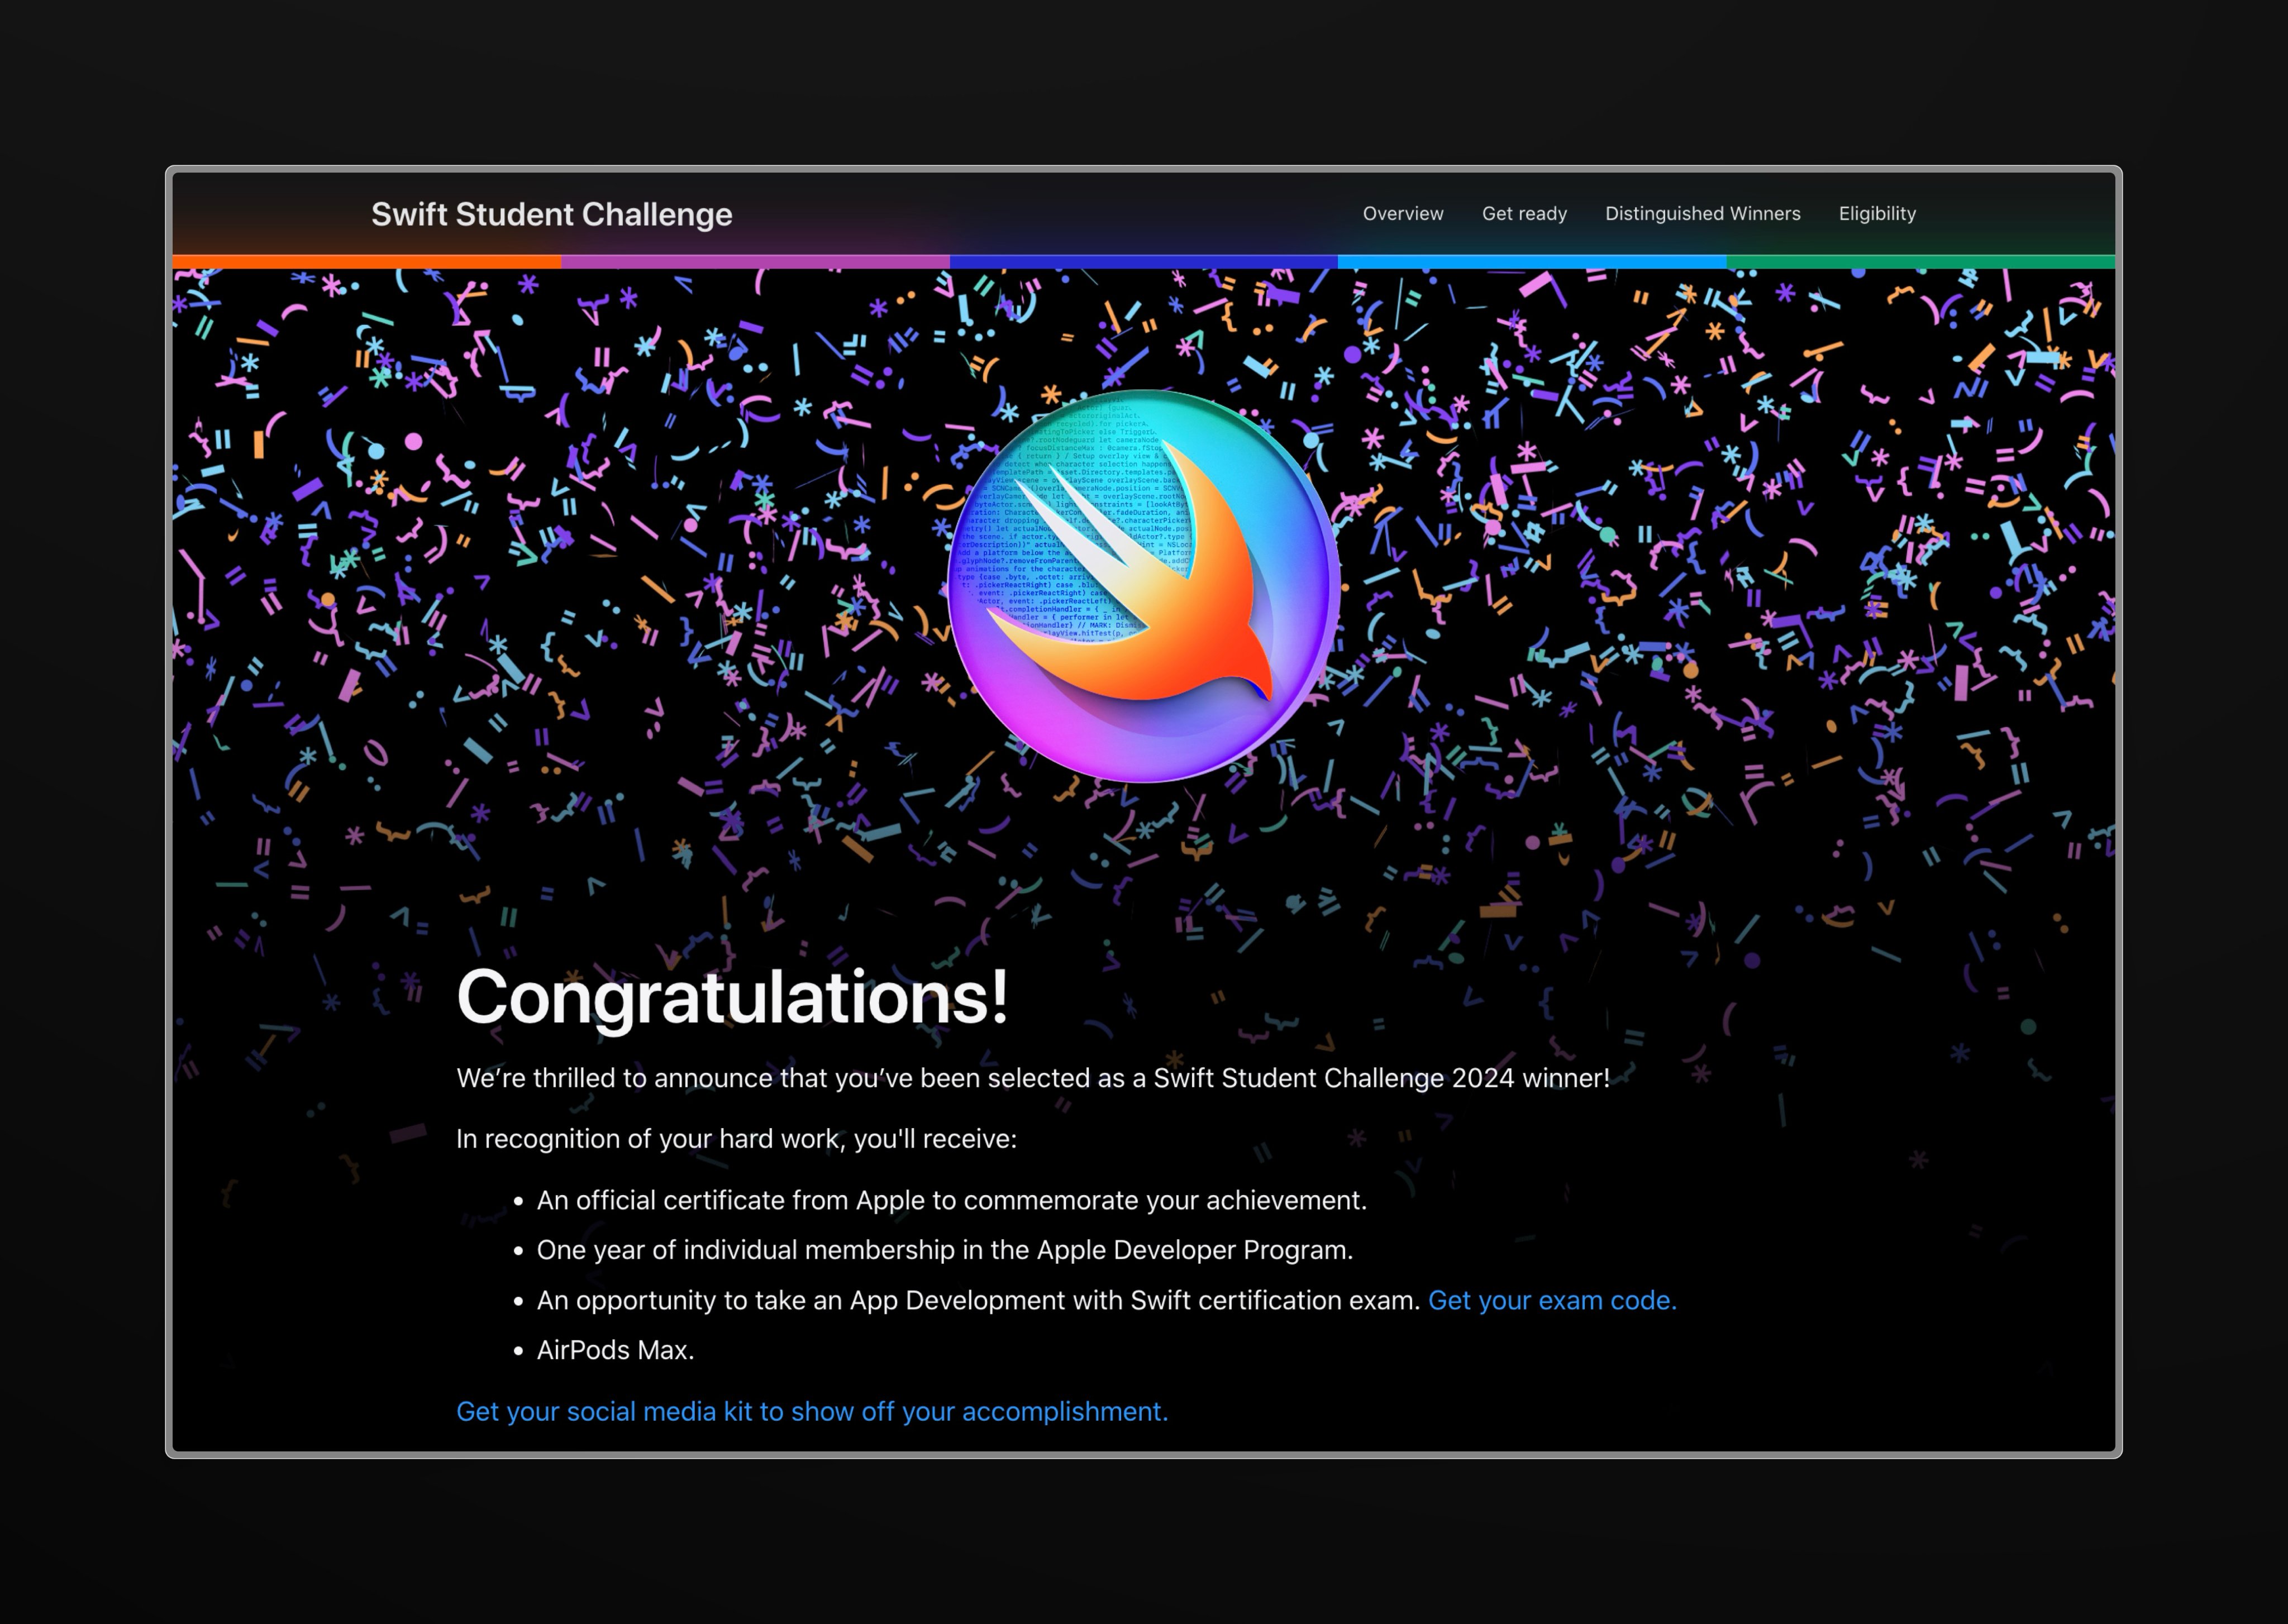 Swift Student Challenge
Overview Get ready Distinguished Winners Eligibility
Congratulations!
We’re thrilled to announce that you’ve been selected as a Swift Student Challenge 2024 winner!
In recognition of your hard work, you'll receive:
• An official certificate from Apple to commemorate your achievement.
• One year of individual membership in the Apple Developer Program.
• An opportunity to take an App Development with Swift certification exam. Get your exam code.
• AirPods Max.
Get your social media kit to show off your accomplishment.